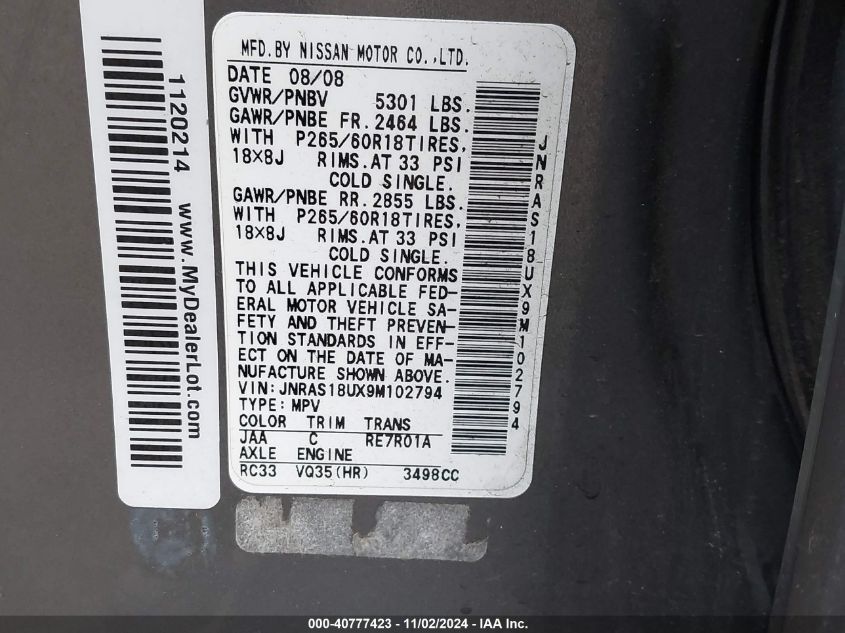 MFD.BY NISSAN MOTOR CO.,LTD.
DATE 08/08
GVWR/PNBV 5301 LBS.
GAWR/PNBE FR.2464 LBS.
WITH P265/60R18TIRES,
18×8J RIMS.AT 33 PSI
COLD SINGLE.
GAWR/PNBE RR.2855 LBS.
WITH P265/60R18TIRES,
18×8J RIMS.AT 33 PSI
COLD SINGLE.
THIS VEHICLE CONFORMS
TO ALL APPLICABLE FED-
ERAL MOTOR VEHICLE SA-
FETY AND THEFT PREVEN-
TION STANDARDS IN EFF-
ECT ON THE DATE OF MA-
NUFACTURE SHOWN ABOVE.
VIN:JNRAS18UX9M102794
TYPE:MPV
COLOR TRIM TRANS
JAA C RE7R01A
AXLE ENGINE
RC33 VQ35(HR) 3498CC
JNRAS18UX9M102794
1120214 www.MyDealerLot.com
000-40777423 - 11/02/2024 - IAA Inc.